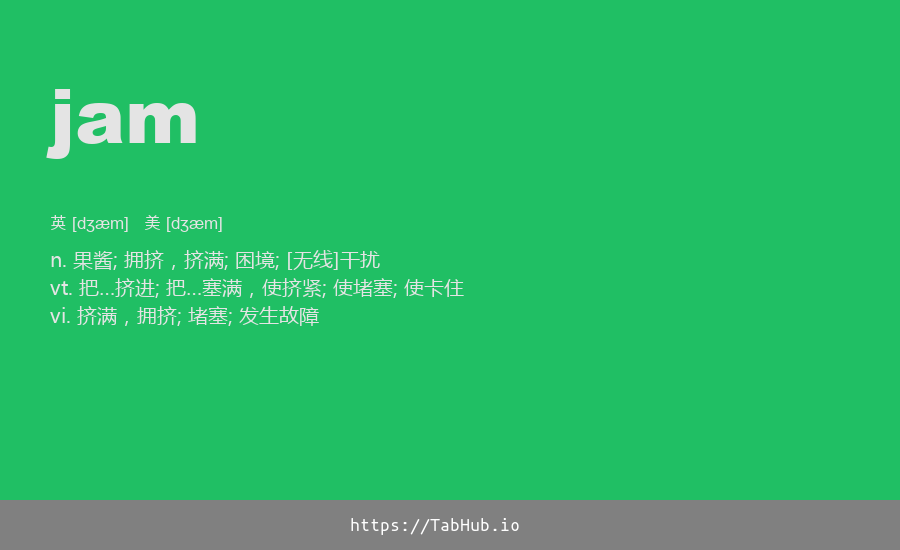 jam
英 [dʒæm] 美 [dʒæm]
n. 果酱; 拥挤，挤满; 困境; [无线]干扰
vt. 把...挤进; 把...塞满，使挤紧; 使堵塞; 使卡住
vi. 挤满，拥挤; 堵塞; 发生故障
https://TabHub.io